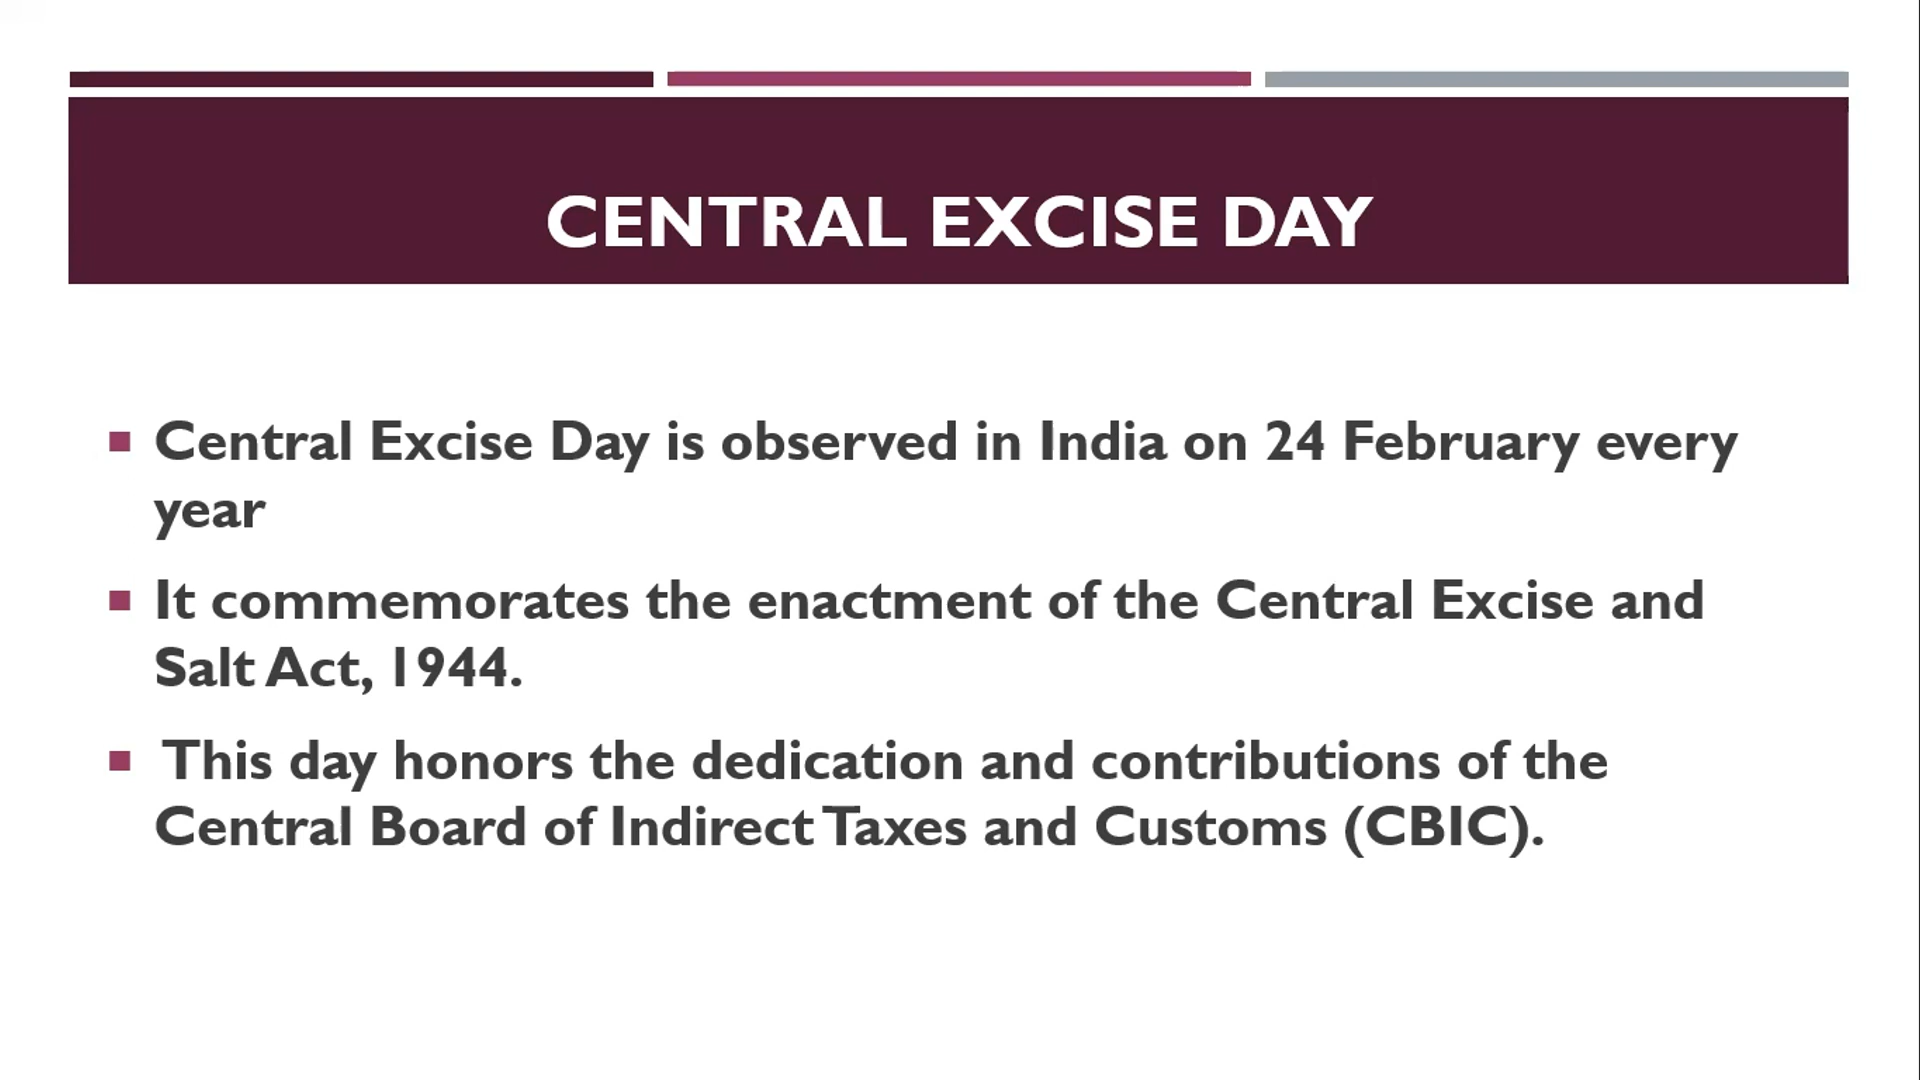 CENTRAL EXCISE DAY
Central Excise Day is observed in India on 24 February every
year
It commemorates the enactment of the Central Excise and
Salt Act, 1944.
This day honors the dedication and contributions of the
Central Board of Indirect Taxes and Customs (CBIC).